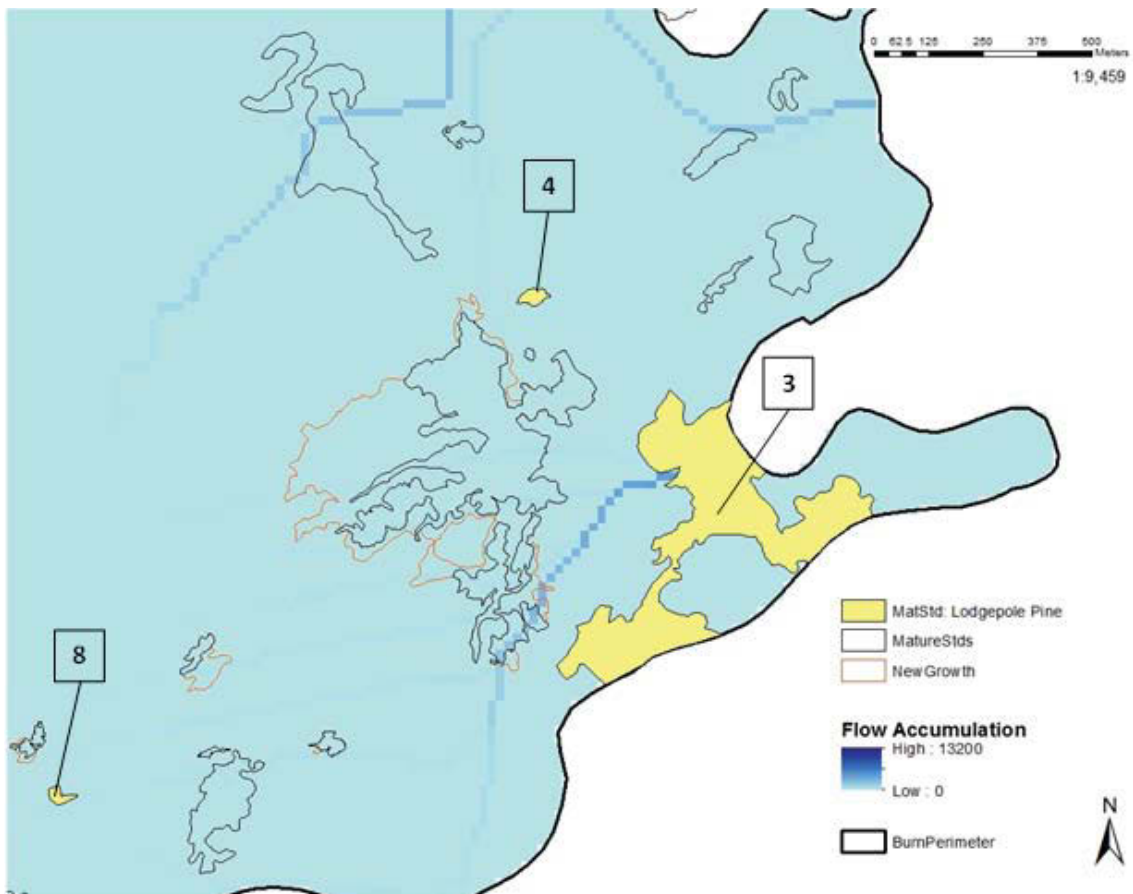 0 62.5 125 250 375 500
Meters
1:9,459
4
3
8
MatStd: Lodgepole Pine
MatureStds
NewGrowth
Flow Accumulation
High : 13200
Low : 0
BurnPerimeter
N